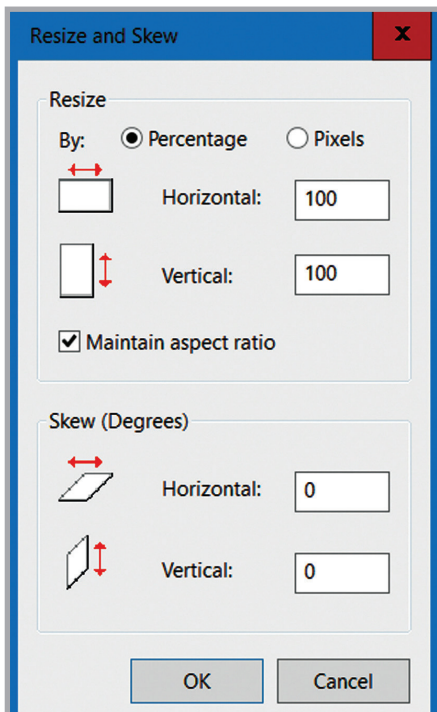 Resize and Skew x
Resize
By: Percentage Pixels
Horizontal: 100
Vertical: 100
Maintain aspect ratio
Skew (Degrees)
Horizontal: 0
Vertical: 0
OK Cancel